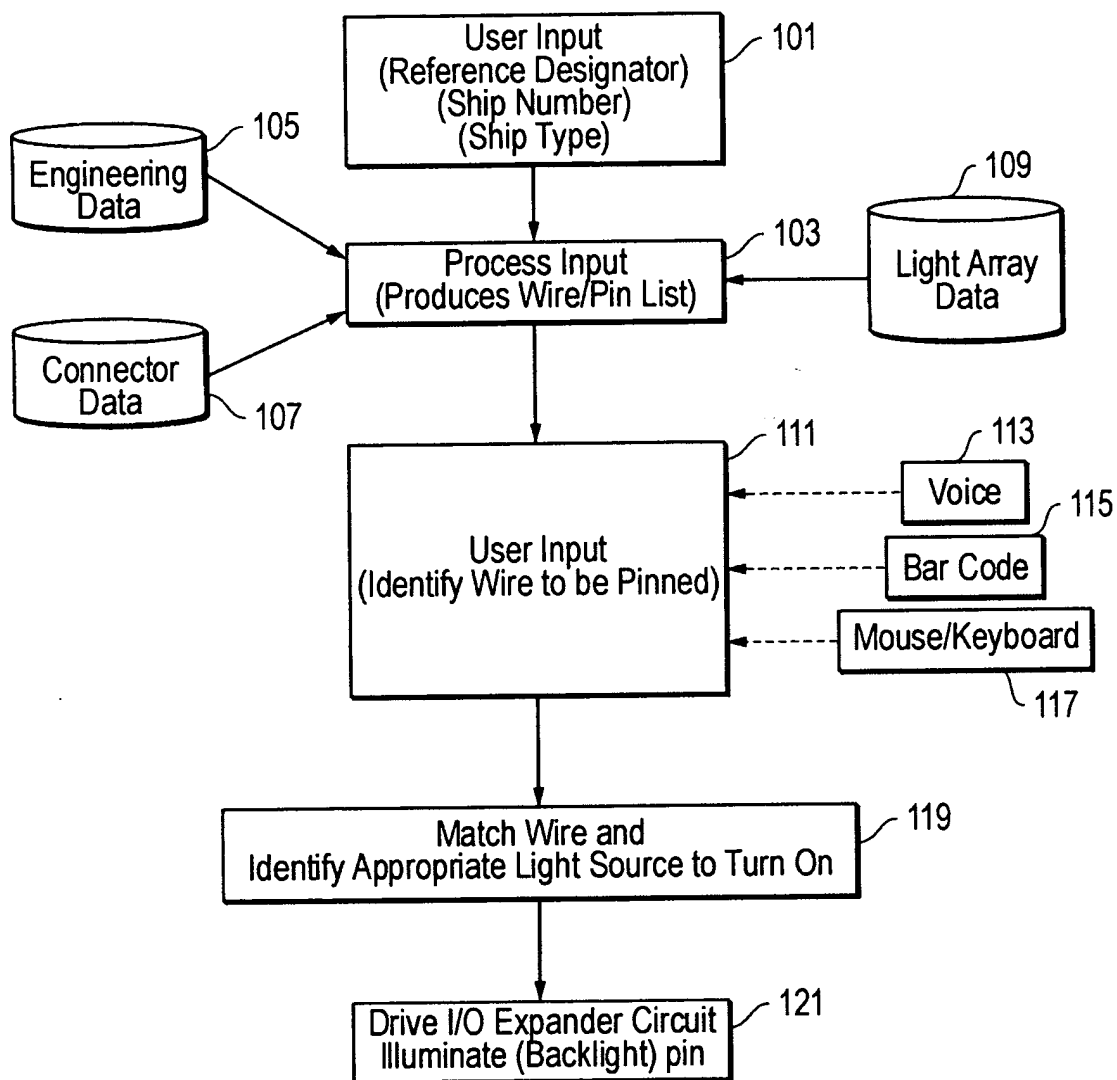 User Input
(Reference Designator)
(Ship Number)
(Ship Type)
101
105
Engineering
Data
109
Light Array
Data
103
Process Input
(Produces Wire/Pin List)
Connector
Data
107
111
User Input
(Identify Wire to be Pinned)
113
Voice
115
Bar Code
Mouse/Keyboard
117
Match Wire and
Identify Appropriate Light Source to Turn On
119
Drive I/O Expander Circuit
Illuminate (Backlight) pin
121